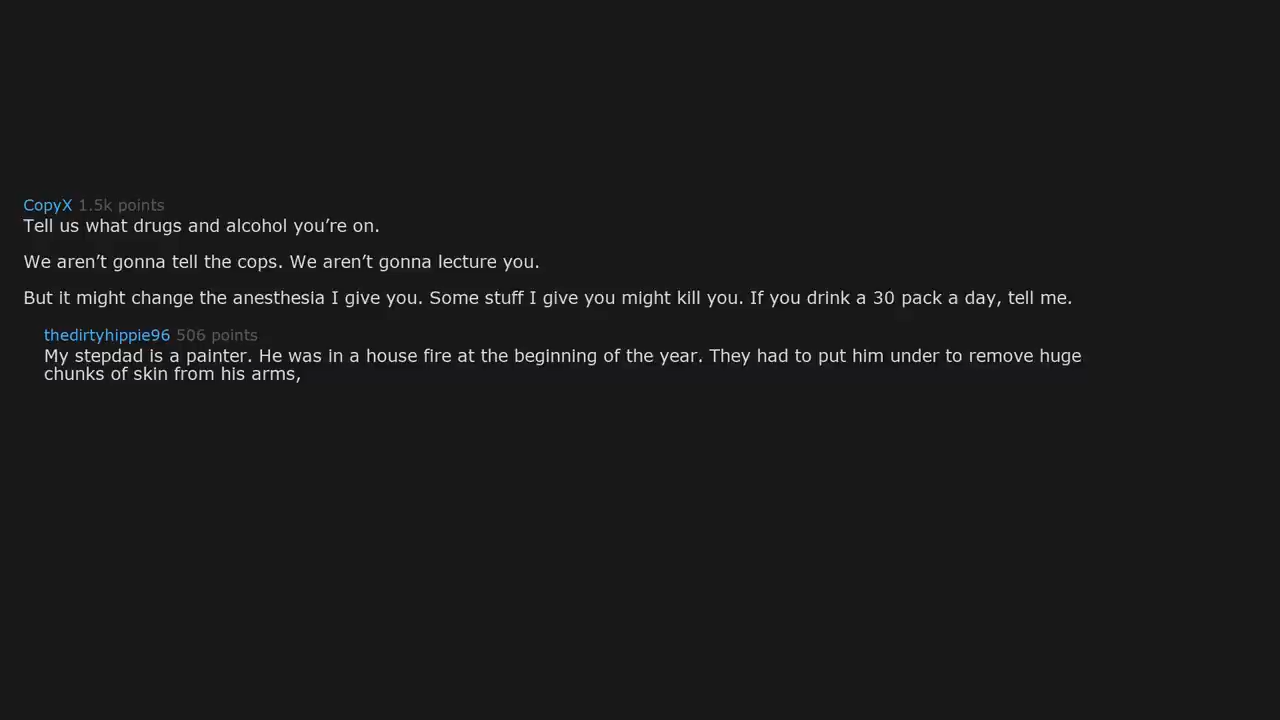 CopyX 1.5k points
Tell us what drugs and alcohol you’re on.
We aren’t gonna tell the cops. We aren’t gonna lecture you.
But it might change the anesthesia I give you. Some stuff I give you might kill you. If you drink a 30 pack a day, tell me.
thedirtyhippie96 506 points
My stepdad is a painter. He was in a house fire at the beginning of the year. They had to put him under to remove huge
chunks of skin from his arms,